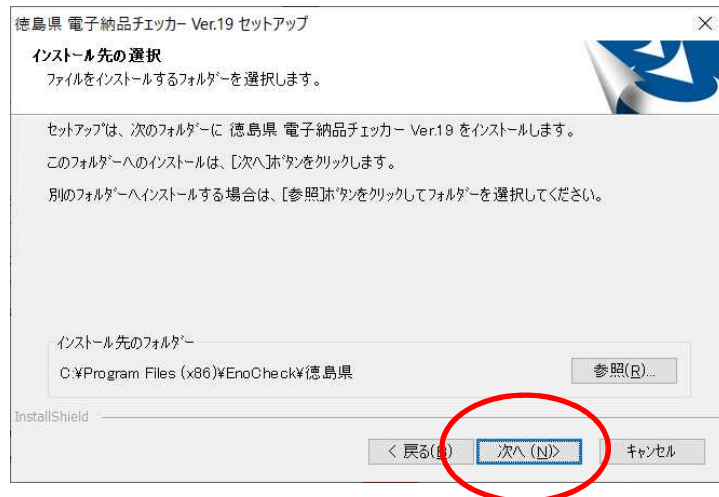 徳島県 電子納品チェッカー Ver.19 セットアップ
インストール先の選択
ファイルをインストールするフォルダーを選択します。
セットアップは、次のフォルダーに 徳島県 電子納品チェッカー Ver.19 をインストールします。
このフォルダーへのインストールは、[次へ]ボタンをクリックします。
別のフォルダーへインストールする場合は、[参照]ボタンをクリックしてフォルダーを選択してください。
インストール先のフォルダー
C:¥Program Files (x86)¥EnoCheck¥徳島県
参照(R)...
InstallShield
< 戻る(B)
次へ (N)>
キャンセル